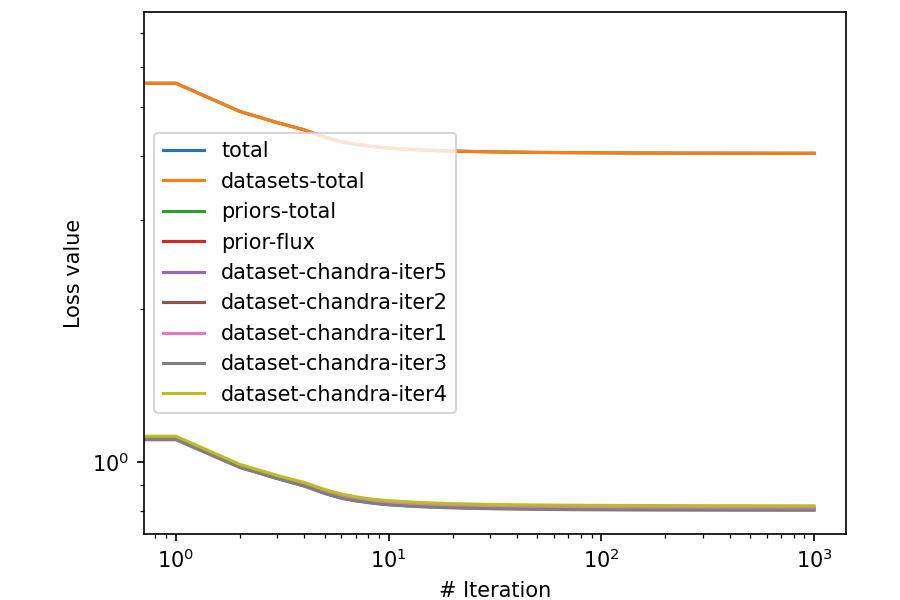 total
datasets-total
priors-total
prior-flux
dataset-chandra-iter5
dataset-chandra-iter2
dataset-chandra-iter1
dataset-chandra-iter3
dataset-chandra-iter4
Loss value
10⁰
10⁰ 10¹ 10² 10³
# Iteration